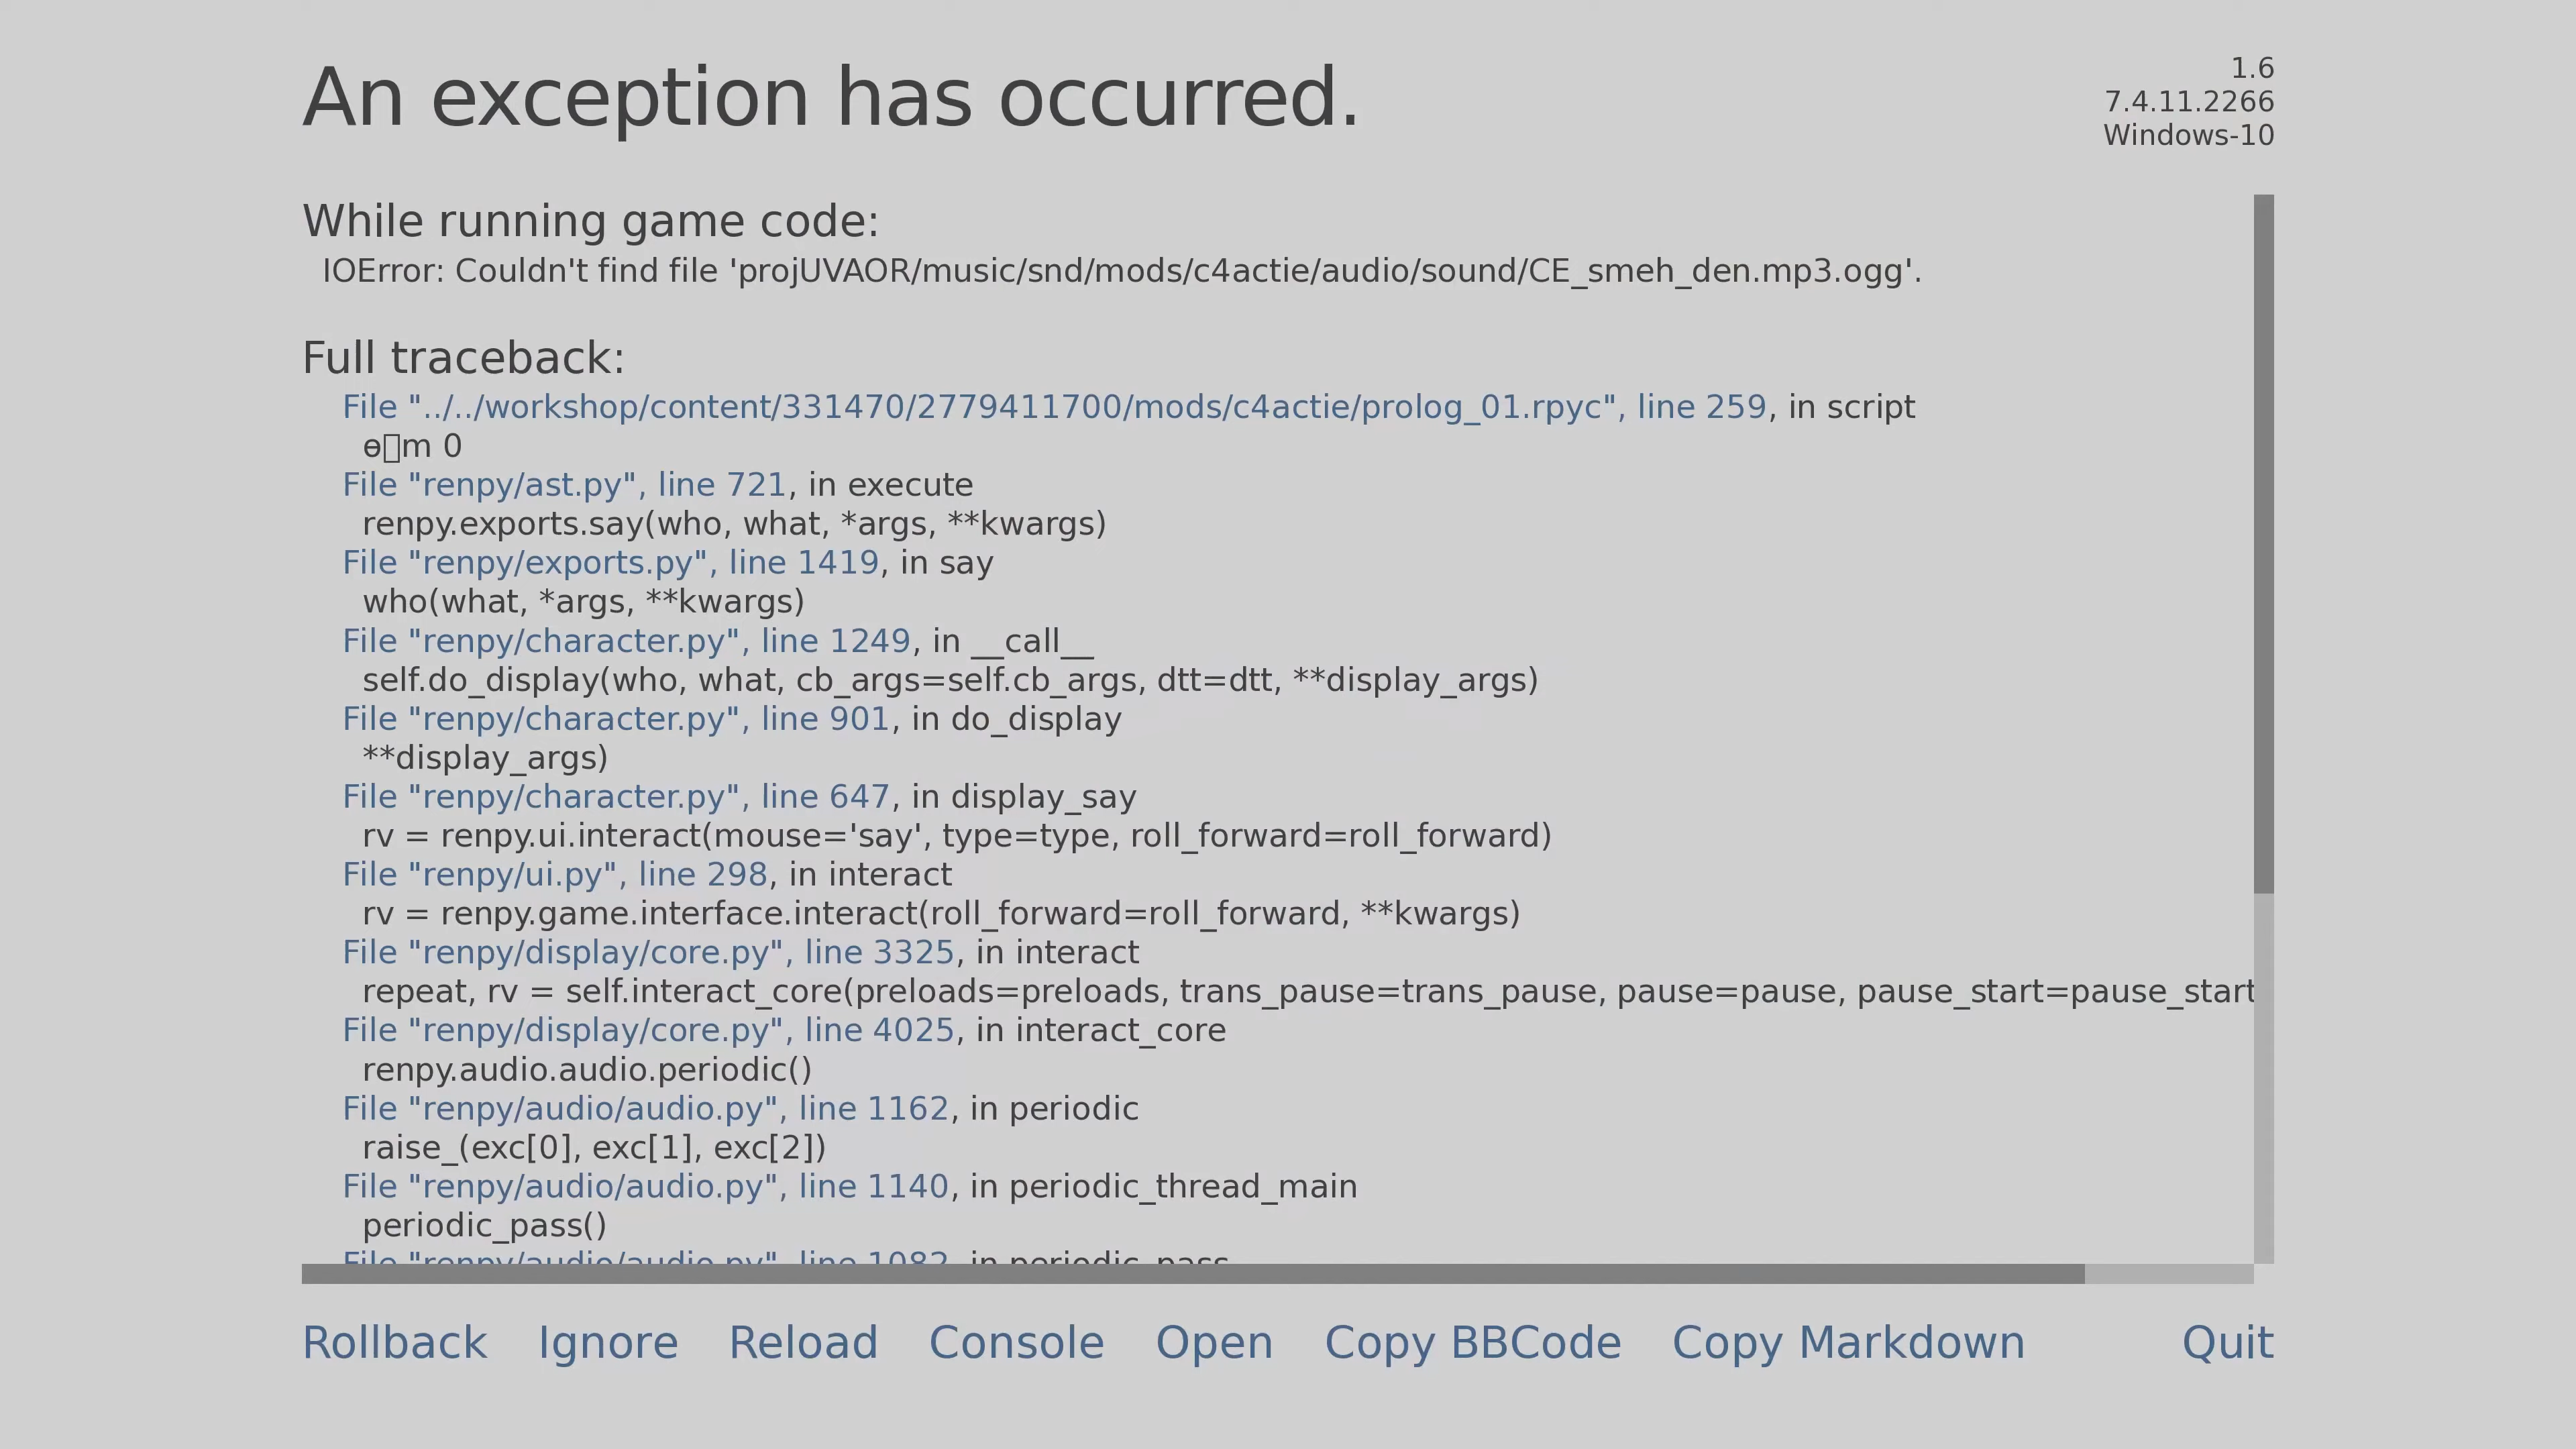 An exception has occurred.
1.6
7.4.11.2266
Windows-10
While running game code:
IOError: Couldn't find file 'projUVAOR/music/snd/mods/c4actie/audio/sound/CE_smeh_den.mp3.ogg'.
Full traceback:
File "../../workshop/content/331470/2779411700/mods/c4actie/prolog_01.rpyc", line 259, in script
m 0
File "renpy/ast.py", line 721, in execute
renpy.exports.say(who, what, *args, **kwargs)
File "renpy/exports.py", line 1419, in say
who(what, *args, **kwargs)
File "renpy/character.py", line 1249, in __call__
self.do_display(who, what, cb_args=self.cb_args, dtt=dtt, **display_args)
File "renpy/character.py", line 901, in do_display
**display_args)
File "renpy/character.py", line 647, in display_say
rv = renpy.ui.interact(mouse='say', type=type, roll_forward=roll_forward)
File "renpy/ui.py", line 298, in interact
rv = renpy.game.interface.interact(roll_forward=roll_forward, **kwargs)
File "renpy/display/core.py", line 3325, in interact
repeat, rv = self.interact_core(preloads=preloads, trans_pause=trans_pause, pause=pause, pause_start=pause_start
File "renpy/display/core.py", line 4025, in interact_core
renpy.audio.audio.periodic()
File "renpy/audio/audio.py", line 1162, in periodic
raise_(exc[0], exc[1], exc[2])
File "renpy/audio/audio.py", line 1140, in periodic_thread_main
periodic_pass()
File "renpy/audio/audio.py", line 1082, in periodic_pass
Rollback Ignore Reload Console Open Copy BBCode Copy Markdown Quit